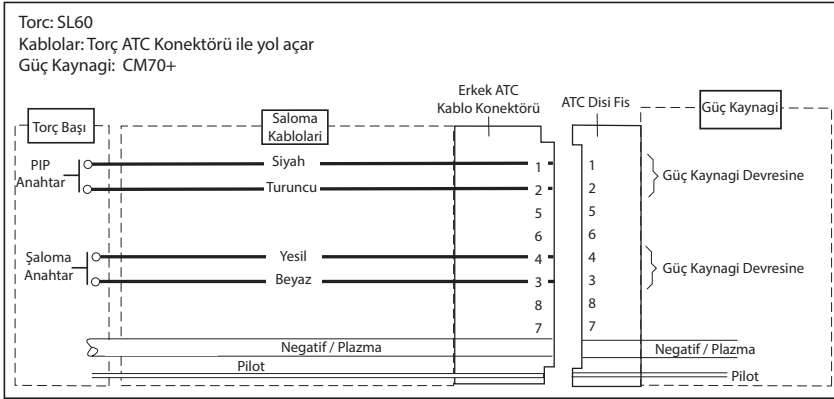 Torc: SL60
Kablolar: Torç ATC Konektörü ile yol açar
Güç Kaynagi: CM70+
Torç Başı
Saloma
Kablolari
Erkek ATC
Kablo Konektörü
ATC Disi Fis
Güç Kaynagi
PIP
Anahtar
Siyah
Turuncu
1
2
5
6
4
3
8
7
1
2
5
6
4
3
8
7
Güç Kaynagi Devresine
Şaloma
Anahtar
Yesil
Beyaz
Güç Kaynagi Devresine
Negatif / Plazma
Pilot
Negatif / Plazma
Pilot